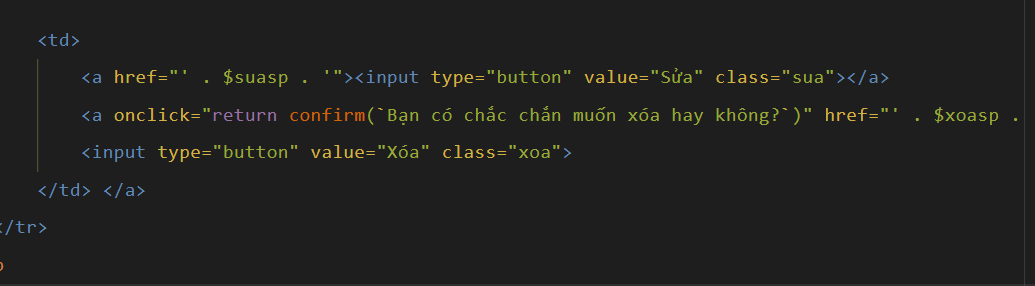 <td>
<a href="' . $suasp . '"><input type="button" value="Sửa" class="sua"></a>
<a onclick="return confirm(`Bạn có chắc chắn muốn xóa hay không?`)" href="' . $xoasp .
<input type="button" value="Xóa" class="xoa">
</td> </a>
</tr>